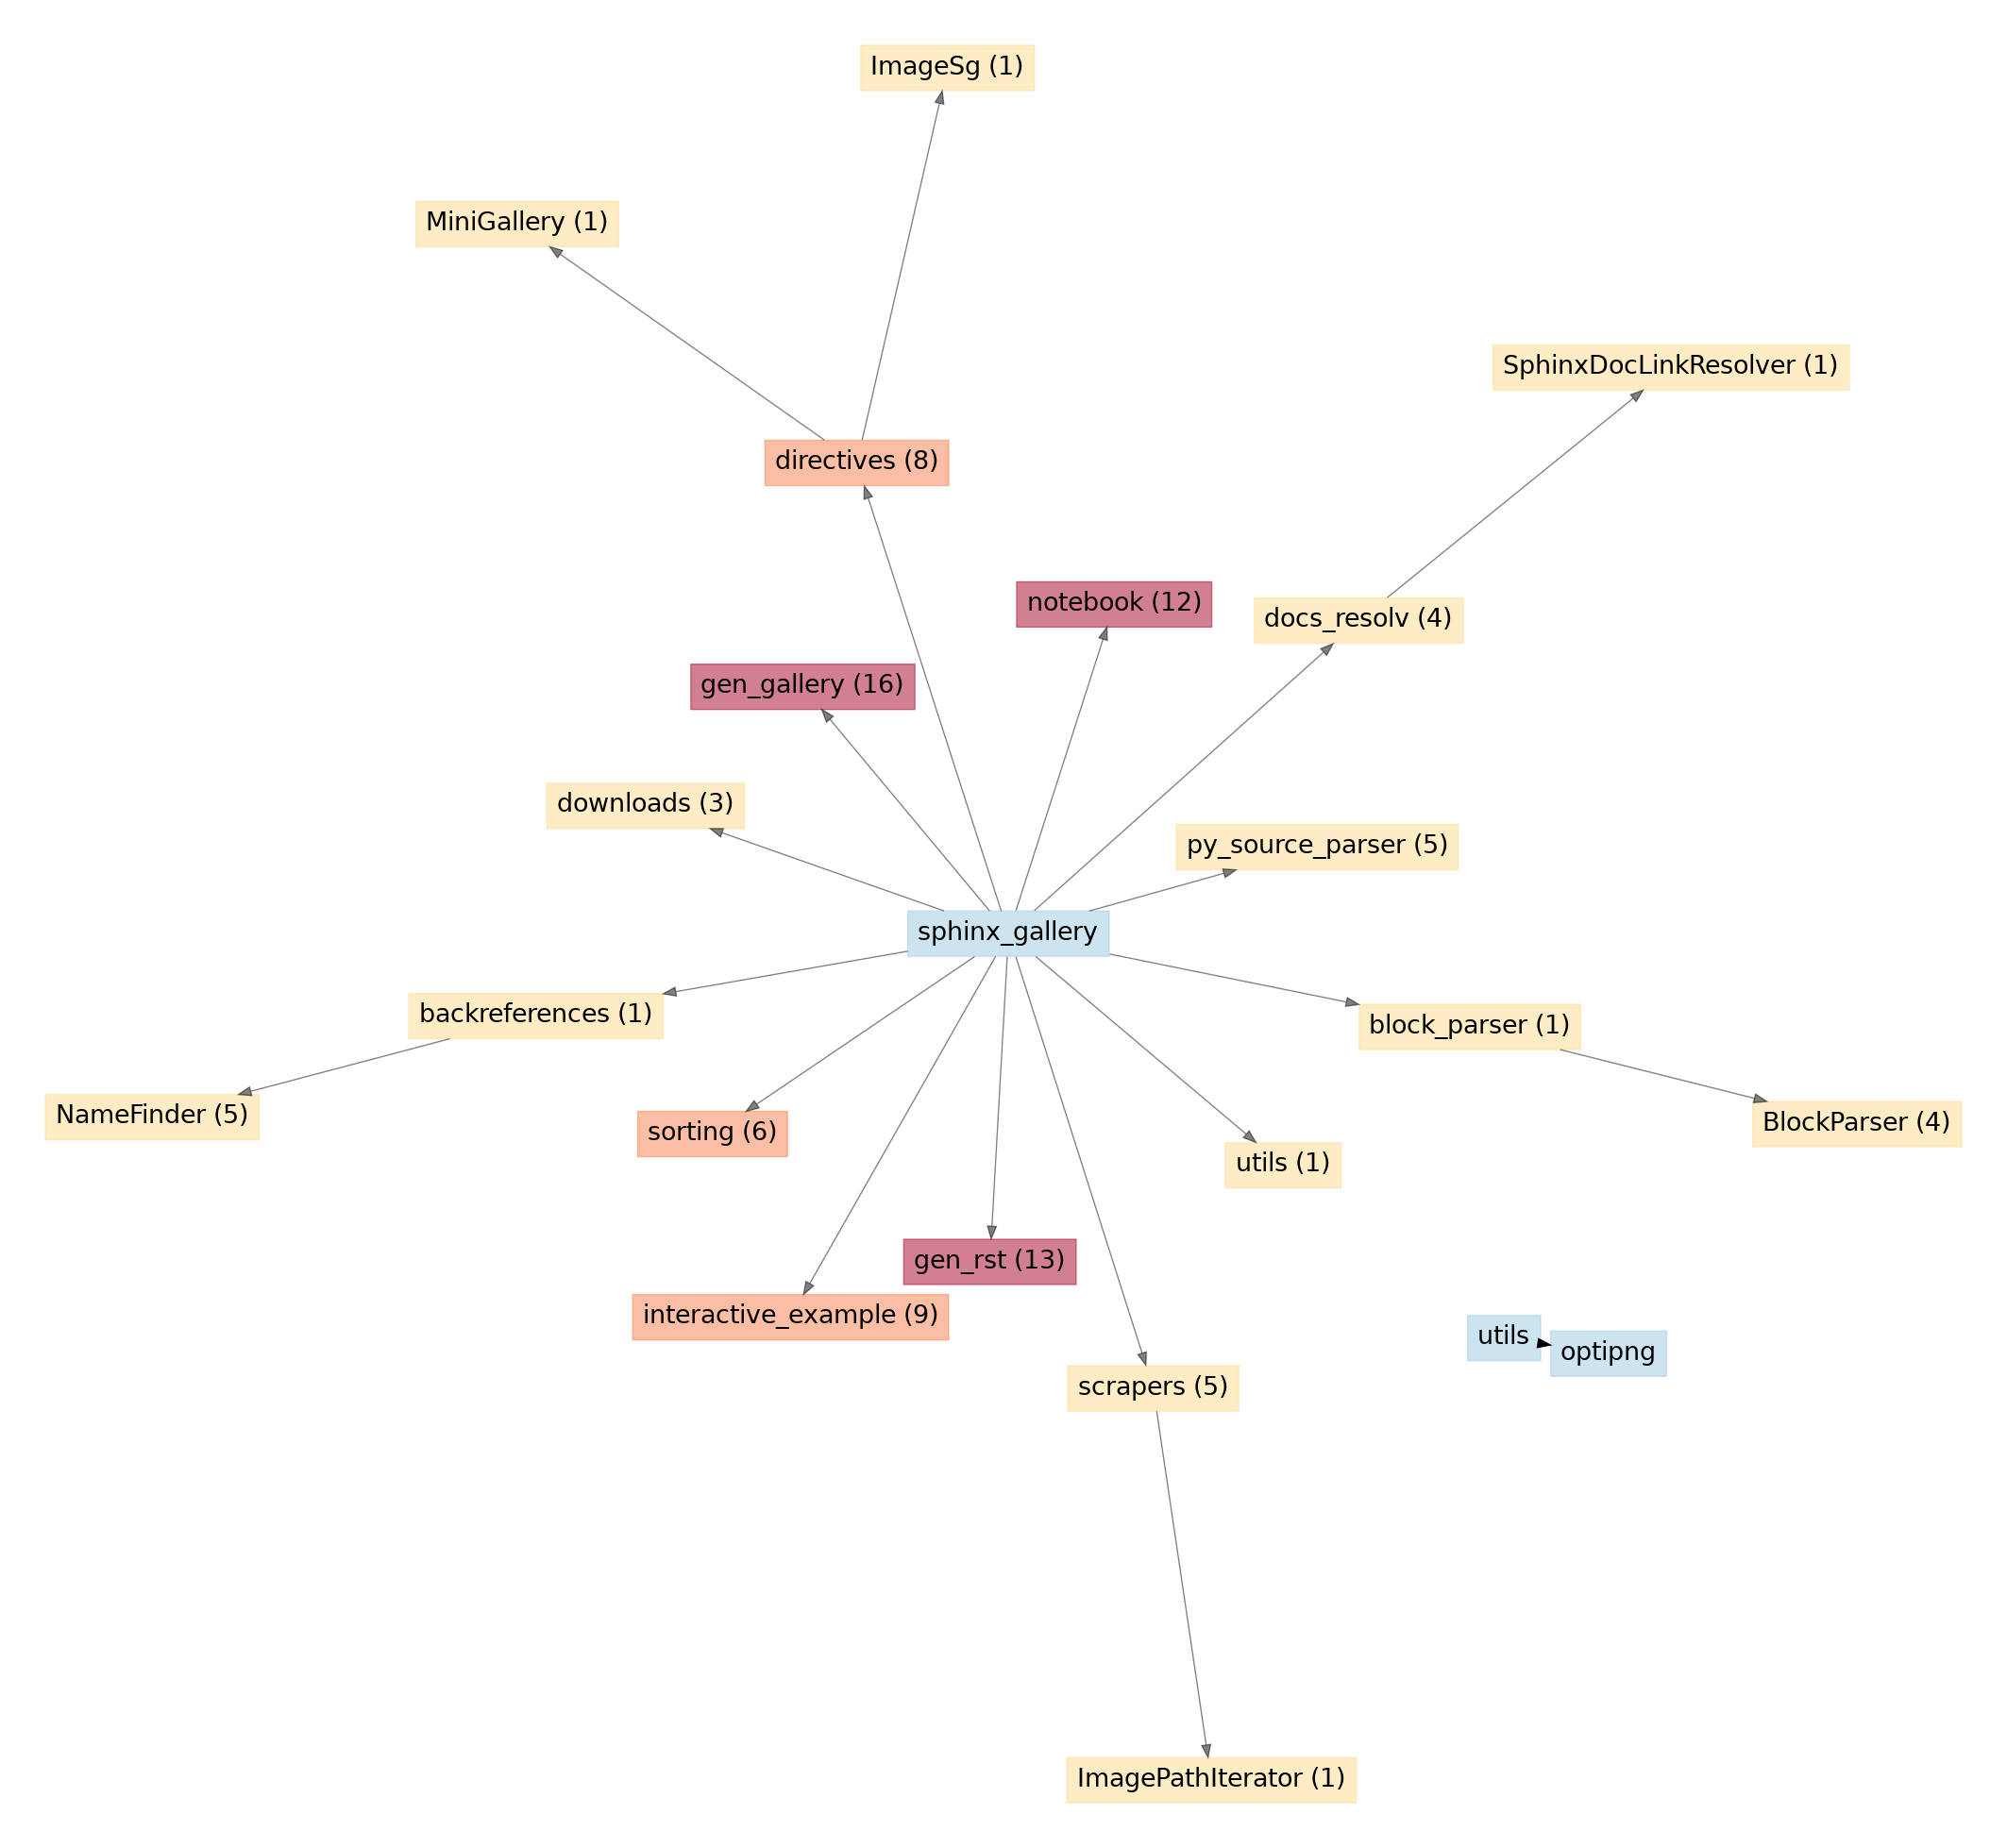 ImageSg (1)
MiniGallery (1)
SphinxDocLinkResolver (1)
directives (8)
notebook (12)
docs_resolv (4)
gen_gallery (16)
downloads (3)
py_source_parser (5)
sphinx_gallery
backreferences (1)
block_parser (1)
NameFinder (5)
BlockParser (4)
sorting (6)
utils (1)
gen_rst (13)
interactive_example (9)
utils
optipng
scrapers (5)
ImagePathIterator (1)